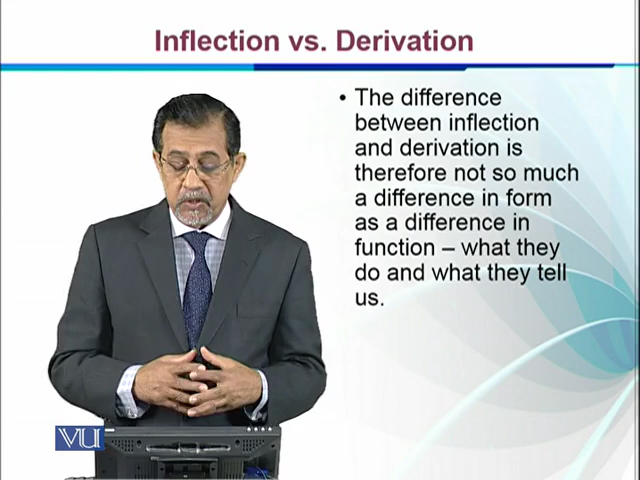 Inflection vs. Derivation
• The difference
between inflection
and derivation is
therefore not so much
a difference in form
as a difference in
function – what they
do and what they tell
us.
VU